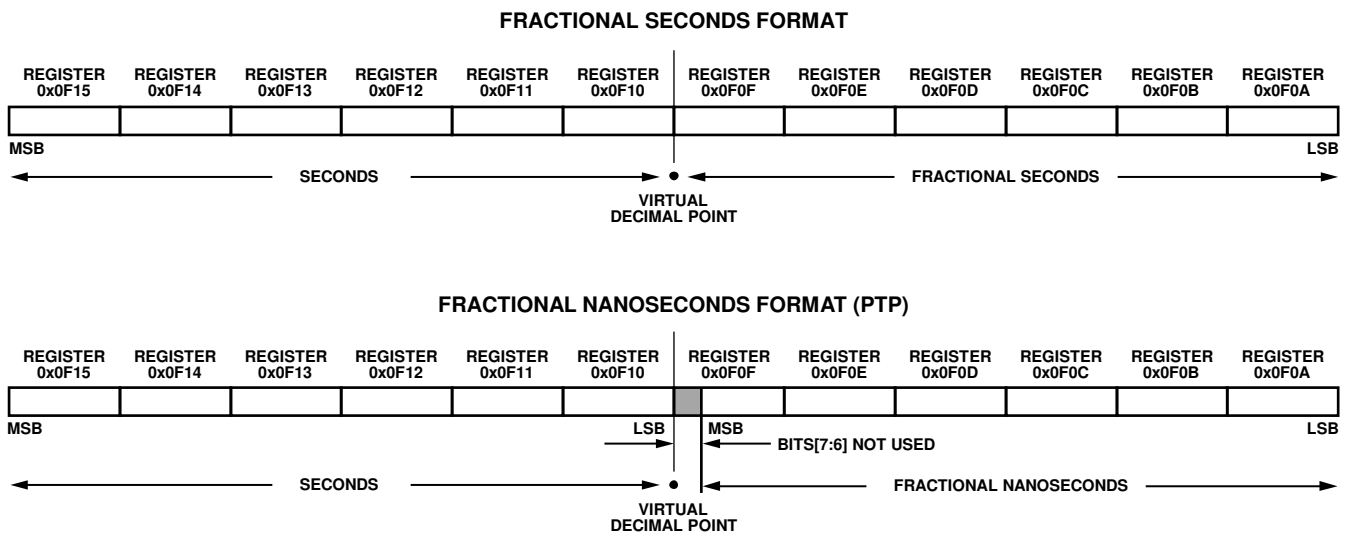 FRACTIONAL SECONDS FORMAT
REGISTER REGISTER REGISTER REGISTER REGISTER REGISTER REGISTER REGISTER REGISTER REGISTER REGISTER REGISTER
0x0F15 0x0F14 0x0F13 0x0F12 0x0F11 0x0F10 0x0F0F 0x0F0E 0x0F0D 0x0F0C 0x0F0B 0x0F0A
MSB LSB
SECONDS FRACTIONAL SECONDS
VIRTUAL
DECIMAL POINT
FRACTIONAL NANOSECONDS FORMAT (PTP)
REGISTER REGISTER REGISTER REGISTER REGISTER REGISTER REGISTER REGISTER REGISTER REGISTER REGISTER REGISTER
0x0F15 0x0F14 0x0F13 0x0F12 0x0F11 0x0F10 0x0F0F 0x0F0E 0x0F0D 0x0F0C 0x0F0B 0x0F0A
MSB LSB MSB LSB
BITS[7:6] NOT USED
SECONDS FRACTIONAL NANOSECONDS
VIRTUAL
DECIMAL POINT